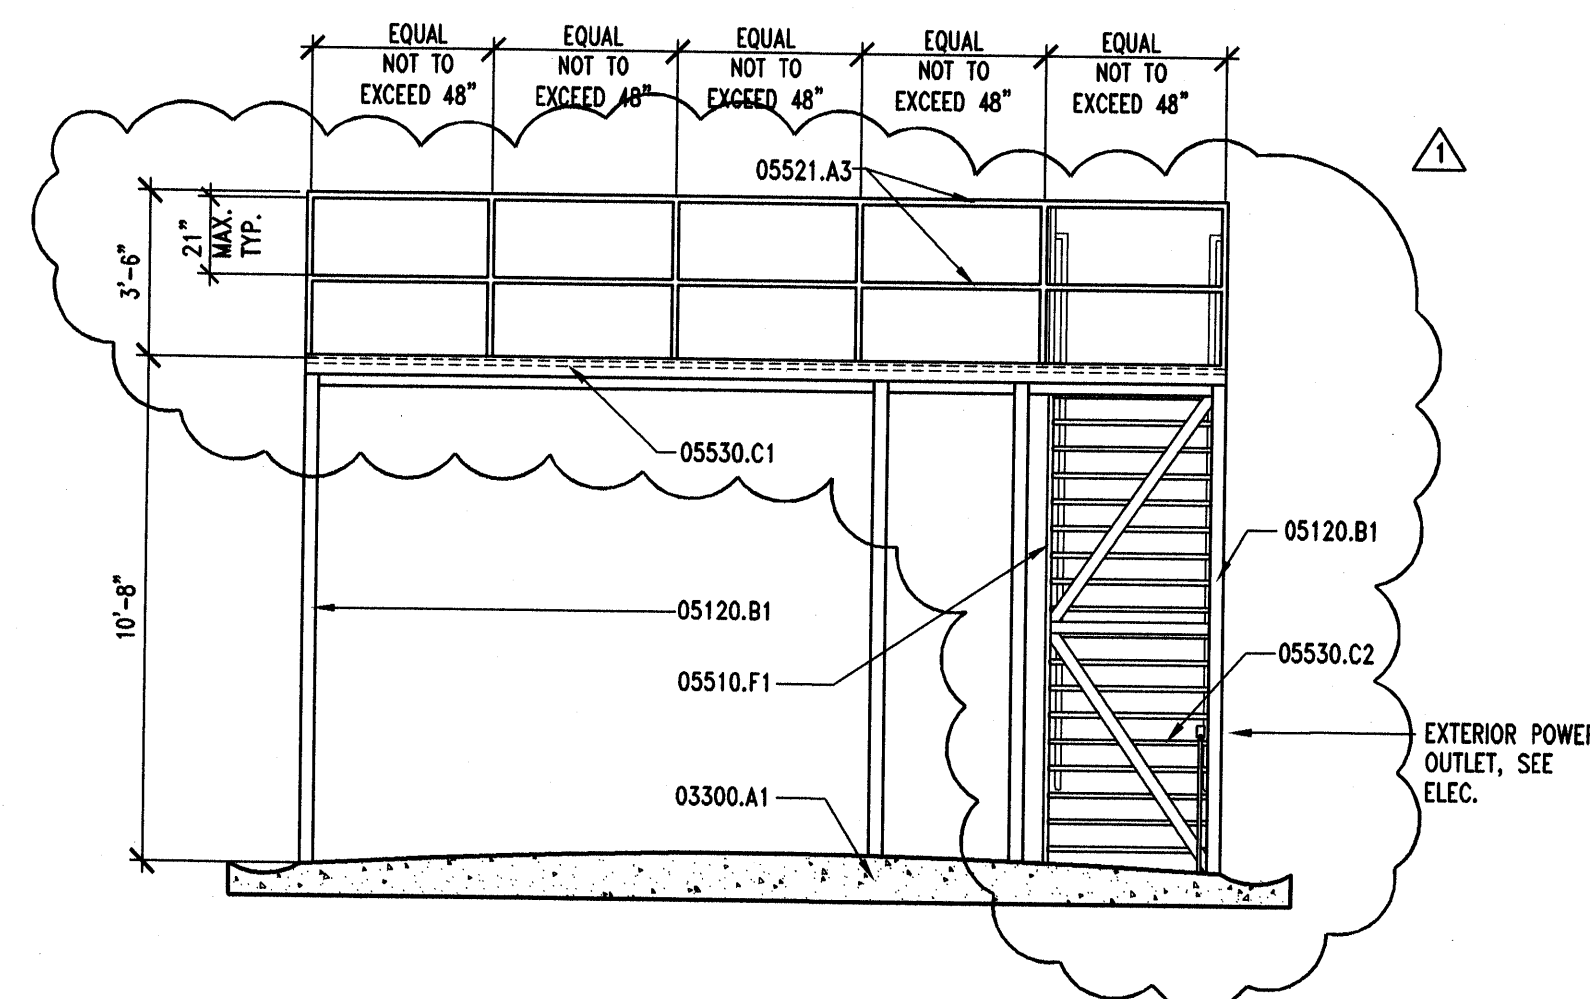 EQUAL
NOT TO
EXCEED 48"
EQUAL
NOT TO
EXCEED 48"
EQUAL
NOT TO
EXCEED 48"
EQUAL
NOT TO
EXCEED 48"
EQUAL
NOT TO
EXCEED 48"
1
05521.A3
21"
MAX.
TYP.
3'-6"
05530.C1
05120.B1
10'-8"
05120.B1
05530.C2
05510.F1
EXTERIOR POWER
OUTLET, SEE
ELEC.
03300.A1